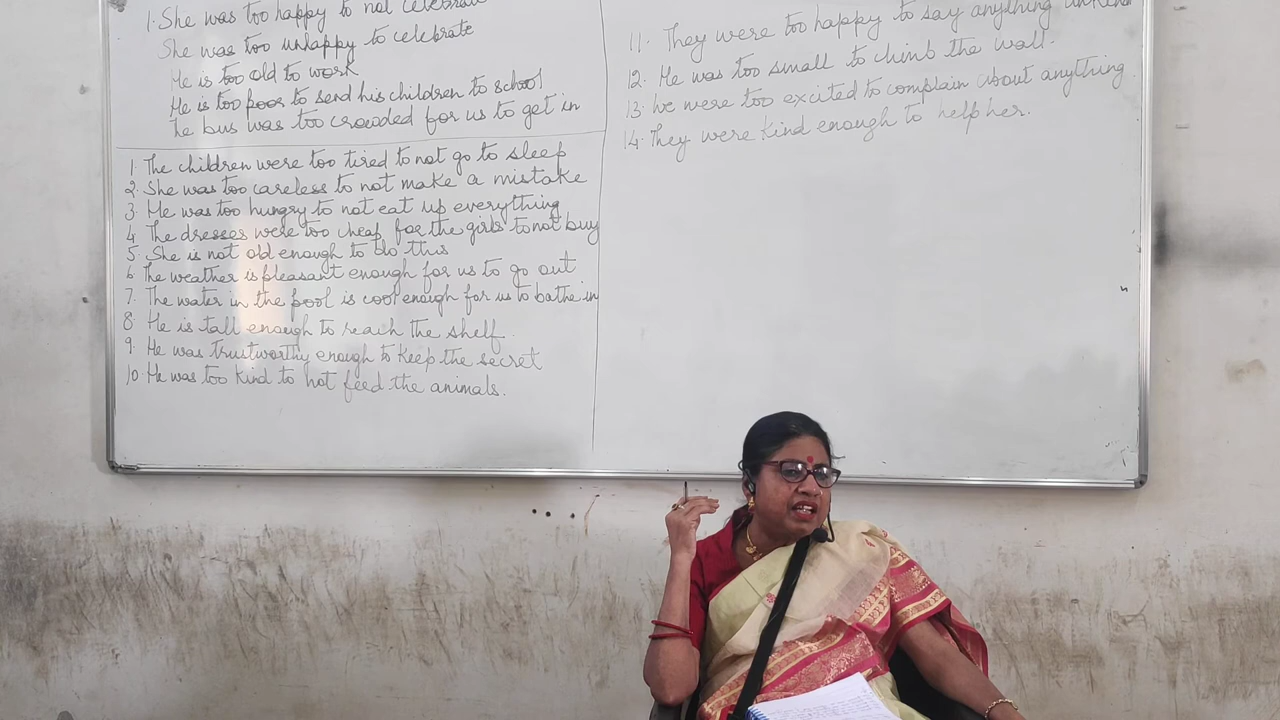 1. She was too happy to not celebrate
She was too unhappy to celebrate
He is too old to work
He is too poor to send his children to school
The bus was too crowded for us to get in
1. The children were too tired to not go to sleep
2. She was too careless to not make a mistake
3. He was too hungry to not eat up everything
4 The dresses were too cheap for the girls to not buy
5. She is not old enough to do this
6 The weather is pleasant enough for us to go out
7. The water in the pool is cool enough for us to bathe in
8 He is tall enough to reach the shelf.
9. He was trustworthy enough to keep the secret
10. He was too kind to not feed the animals.
11. They were too happy to say anything unkind
12. He was too small to climb the wall.
13. We were too excited to complain about anything.
14. They were kind enough to help her.